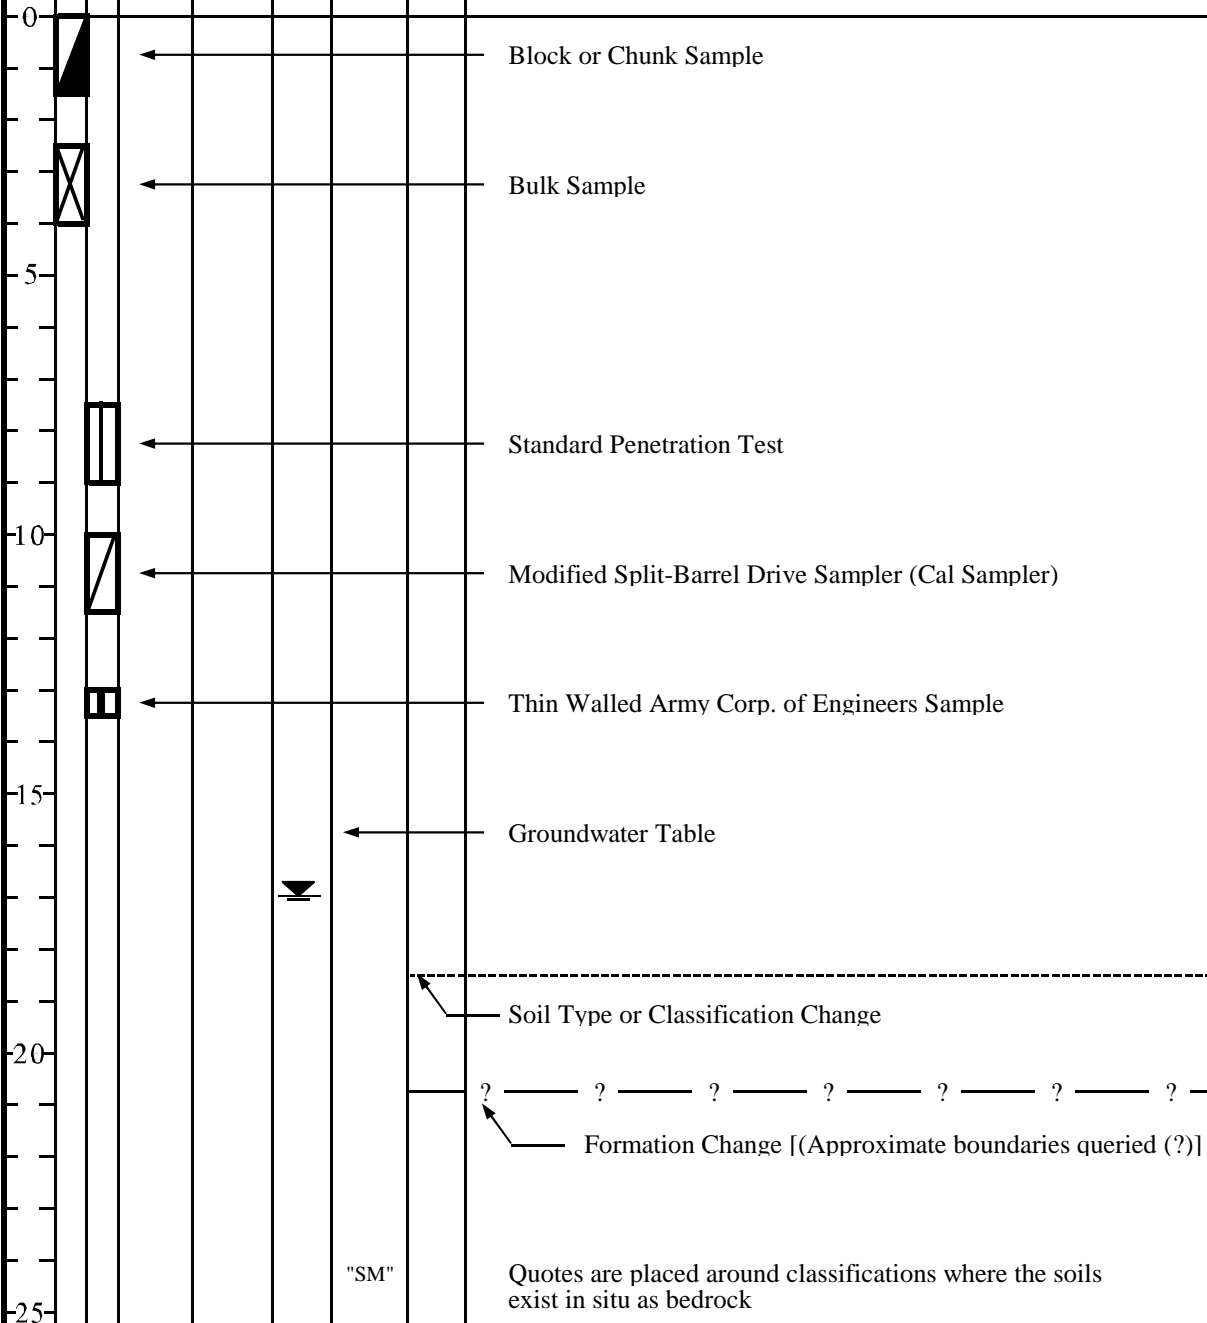 0
Block or Chunk Sample
Bulk Sample
5
Standard Penetration Test
10
Modified Split-Barrel Drive Sampler (Cal Sampler)
Thin Walled Army Corp. of Engineers Sample
15
Groundwater Table
Soil Type or Classification Change
20
? ? ? ? ? ? ?
Formation Change [(Approximate boundaries queried (?)]
"SM" Quotes are placed around classifications where the soils
exist in situ as bedrock
25